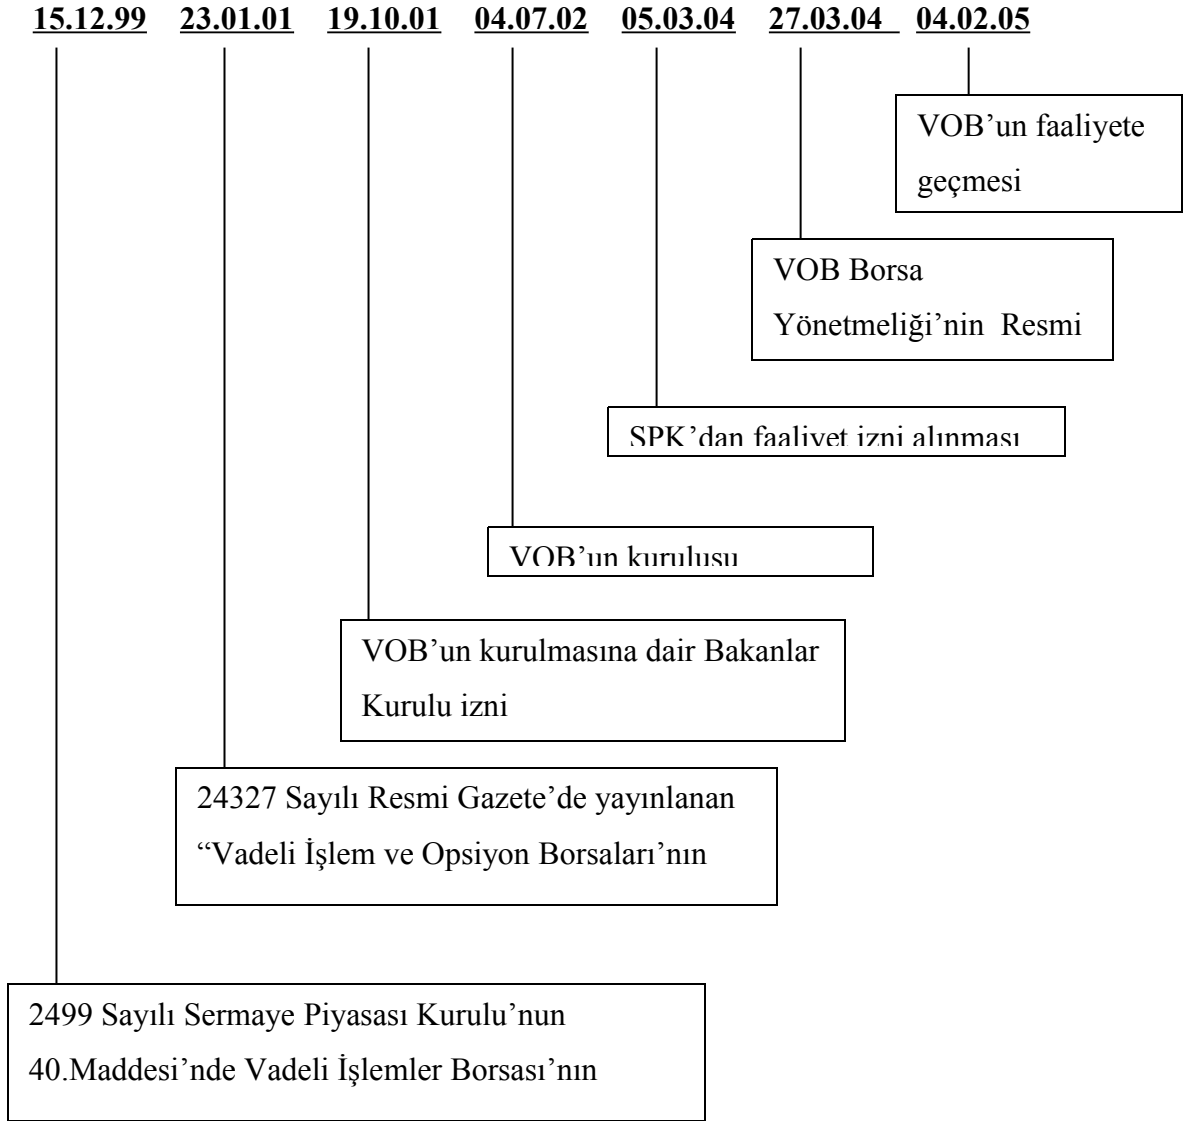 15.12.99 23.01.01 19.10.01 04.07.02 05.03.04 27.03.04 04.02.05
VOB’un faaliyete
geçmesi
VOB Borsa
Yönetmeliği’nin Resmi
SPK’dan faaliyet izni alınması
VOB’un kuruluşu
VOB’un kurulmasına dair Bakanlar
Kurulu izni
24327 Sayılı Resmi Gazete’de yayınlanan
“Vadeli İşlem ve Opsiyon Borsaları’nın
2499 Sayılı Sermaye Piyasası Kurulu’nun
40.Maddesi’nde Vadeli İşlemler Borsası’nın